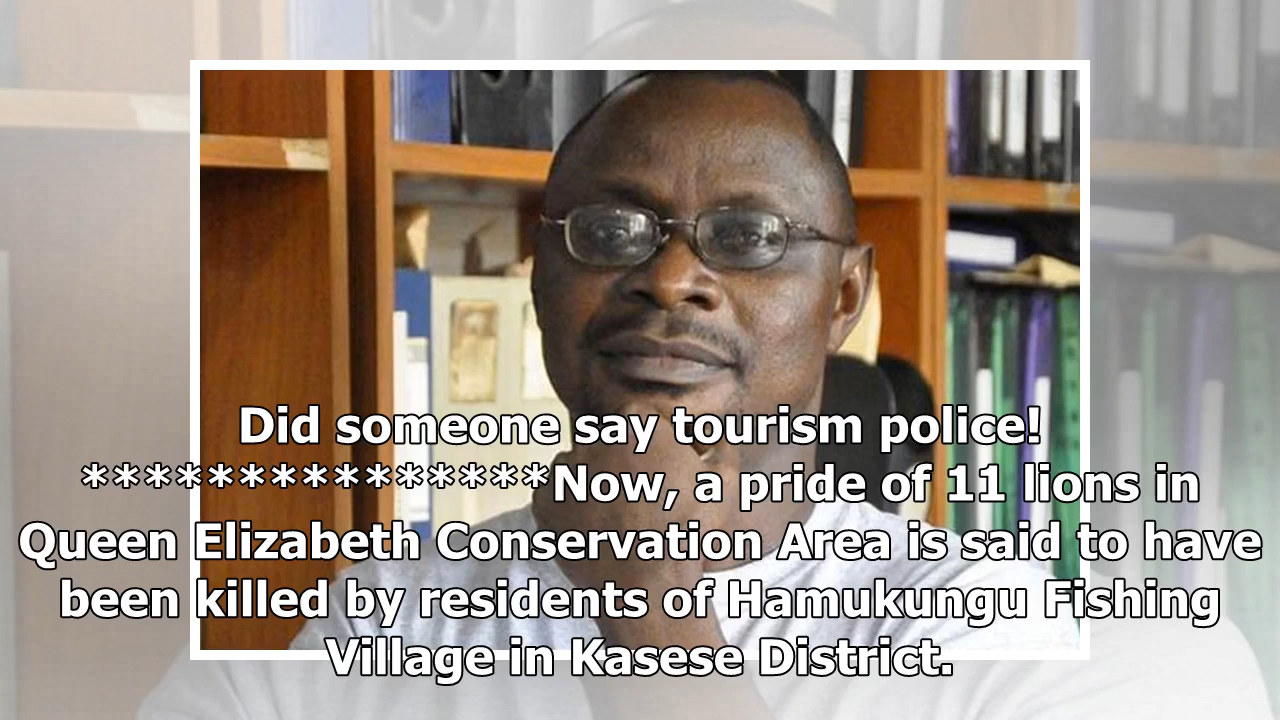 Did someone say tourism police!
***************Now, a pride of 11 lions in
Queen Elizabeth Conservation Area is said to have
been killed by residents of Hamukungu Fishing
Village in Kasese District.